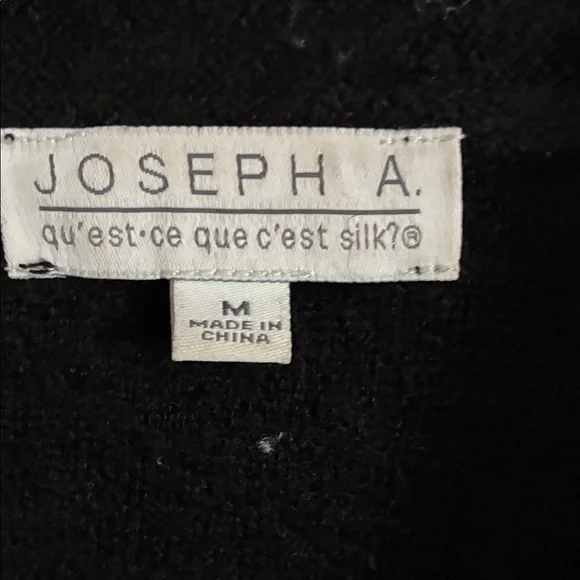 JOSEPH A.
qu'est·ce que c'est silk?®
M
MADE IN
CHINA